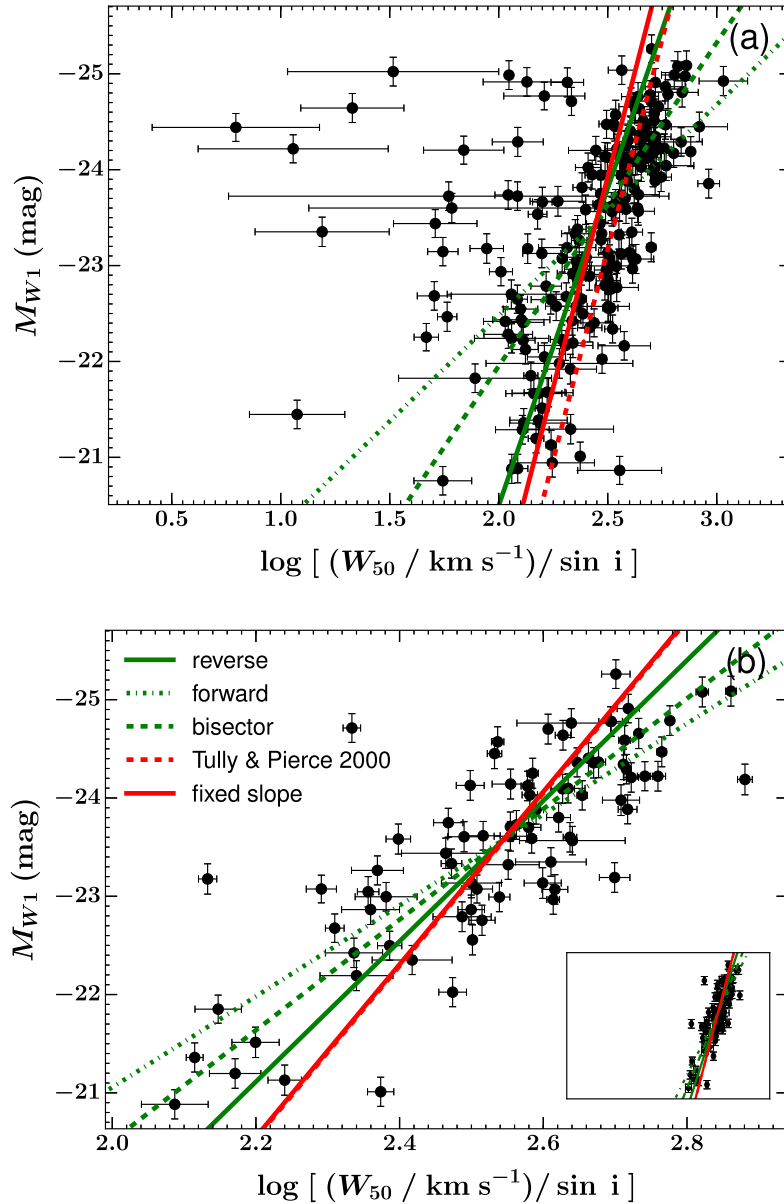 (a)
−25
−24
−23
−22
−21
M_W1 (mag)
0.5 1.0 1.5 2.0 2.5 3.0
log [ (W_50 / km s^−1)/ sin i ]
(b)
reverse
forward
bisector
Tully & Pierce 2000
fixed slope
−25
−24
−23
−22
−21
M_W1 (mag)
2.0 2.2 2.4 2.6 2.8
log [ (W_50 / km s^−1)/ sin i ]